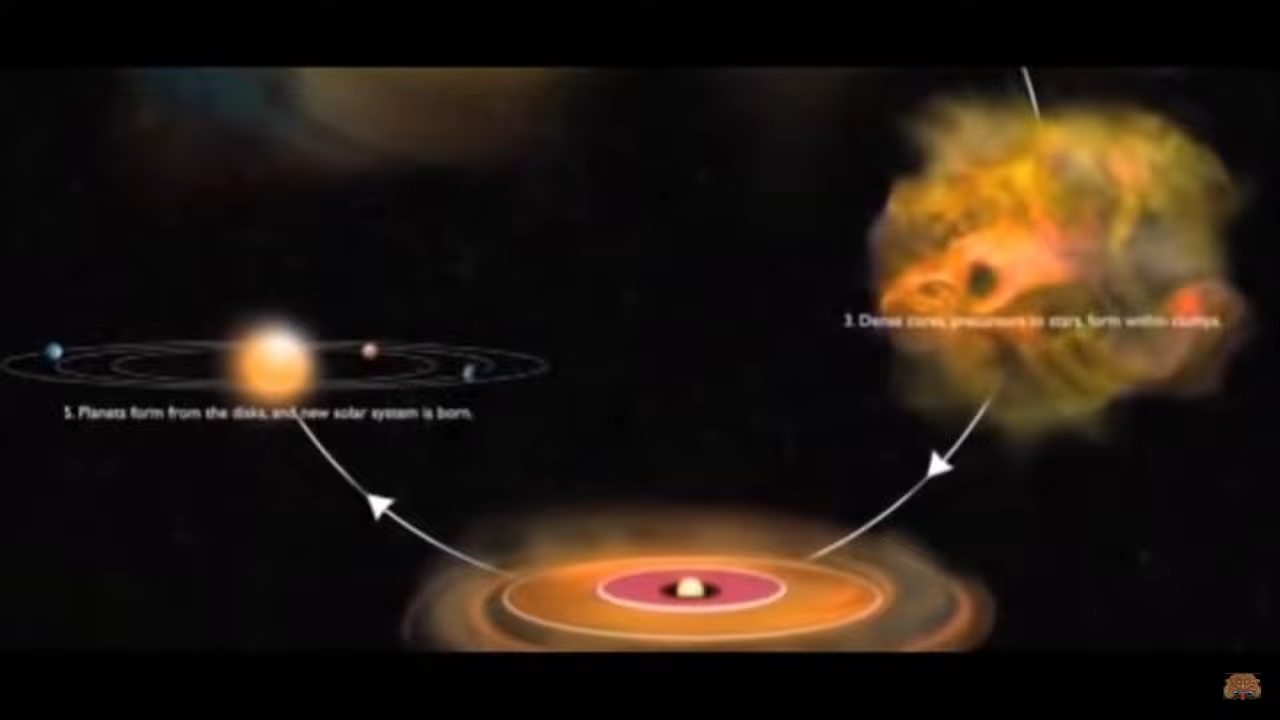 3. Dense cores, precursors to stars, form within clumps.
5. Planets form from the disks, and new solar system is born.